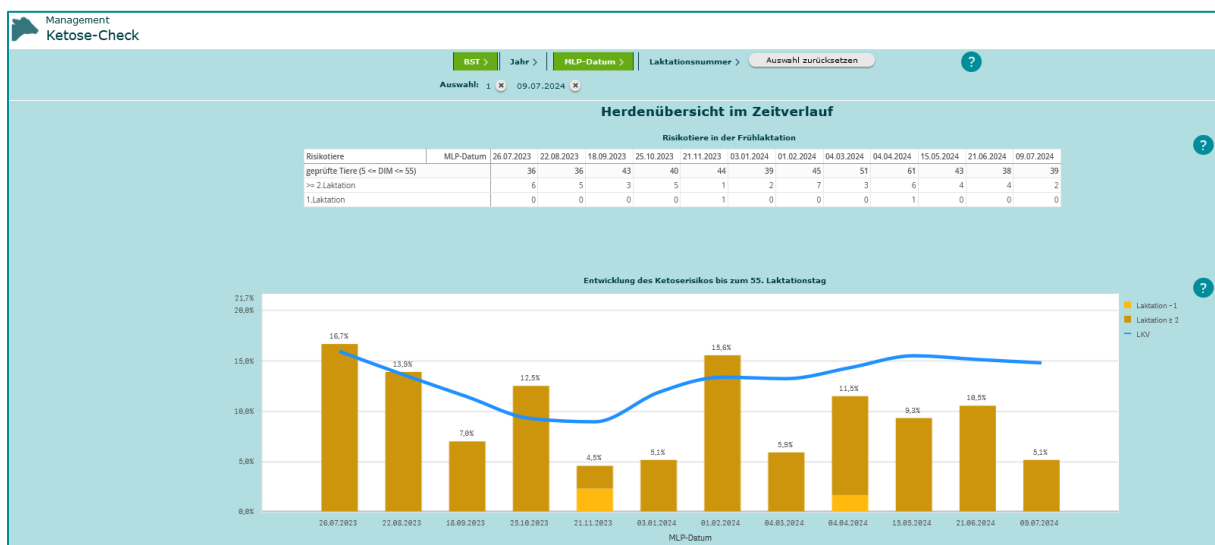 Management
Ketose-Check
BST > Jahr > MLP-Datum > Laktationsnummer > Auswahl zurücksetzen ?
Auswahl: 1 09.07.2024
Herdenübersicht im Zeitverlauf
Risikotiere in der Frühlaktation
?
Risikotiere MLP-Datum 26.07.2023 22.08.2023 18.09.2023 25.10.2023 21.11.2023 03.01.2024 01.02.2024 04.03.2024 04.04.2024 15.05.2024 21.06.2024 09.07.2024
geprüfte Tiere (5 <= DIM <= 55) 36 36 43 40 44 39 45 51 61 43 38 39
>= 2.Laktation 6 5 3 5 1 2 7 3 6 4 4 2
1.Laktation 0 0 0 0 1 0 0 0 1 0 0 0
Entwicklung des Ketoserisikos bis zum 55. Laktationstag
?
21,7%
20,0%
15,0%
10,0%
5,0%
0,0%
16,7% 13,9% 7,0% 12,5% 4,5% 5,1% 15,6% 5,9% 11,5% 9,3% 10,5% 5,1%
Laktation -1
Laktation ≥ 2
LKV
26.07.2023 22.08.2023 18.09.2023 25.10.2023 21.11.2023 03.01.2024 01.02.2024 04.03.2024 04.04.2024 15.05.2024 21.06.2024 09.07.2024
MLP-Datum